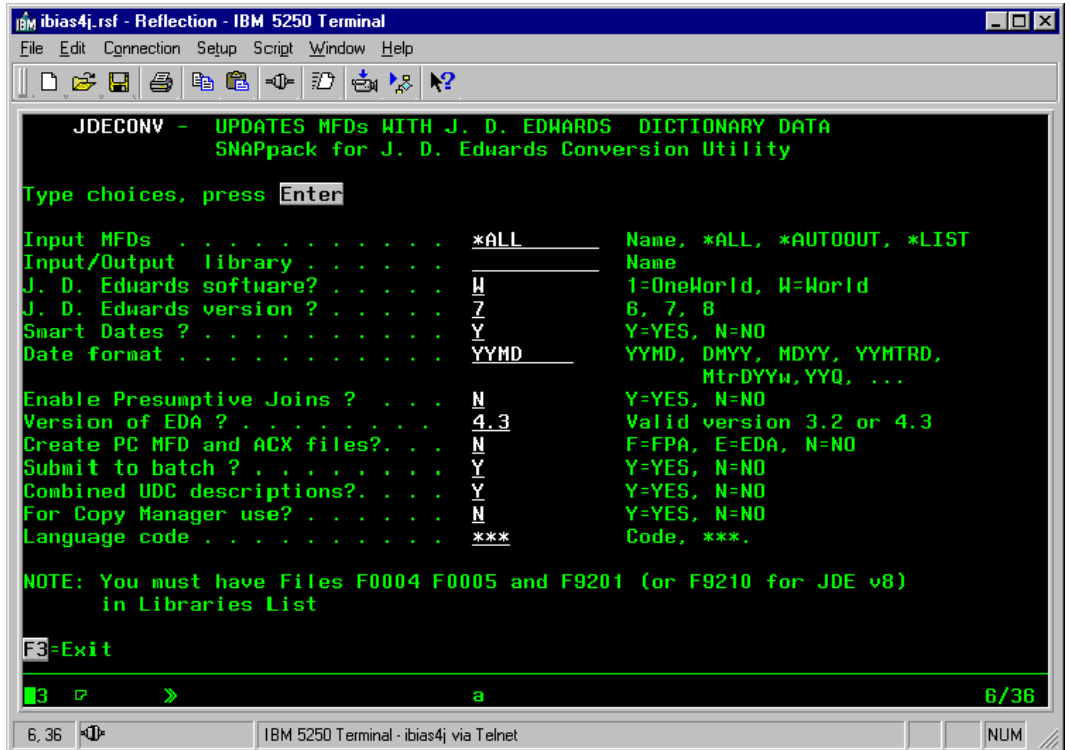 ibias4j.rsf - Reflection - IBM 5250 Terminal
File Edit Connection Setup Script Window Help
JDECONV - UPDATES MFDs WITH J. D. EDWARDS DICTIONARY DATA
SNAPpack for J. D. Edwards Conversion Utility
Type choices, press Enter
Input MFDs . . . . . . . . . . . *ALL Name, *ALL, *AUTOOUT, *LIST
Input/Output library . . . . . . Name
J. D. Edwards software? . . . . . W 1=OneWorld, W=World
J. D. Edwards version ? . . . . . 7 6, 7, 8
Smart Dates ? . . . . . . . . . . Y Y=YES, N=NO
Date format . . . . . . . . . . . YYMD YYMD, DMYY, MDYY, YYMTRD,
MtrDYYw,YYQ, ...
Enable Presumptive Joins ? . . . N Y=YES, N=NO
Version of EDA ? . . . . . . . . 4.3 Valid version 3.2 or 4.3
Create PC MFD and ACX files?. . . N F=FPA, E=EDA, N=NO
Submit to batch ? . . . . . . . . Y Y=YES, N=NO
Combined UDC descriptions?. . . . Y Y=YES, N=NO
For Copy Manager use? . . . . . . N Y=YES, N=NO
Language code . . . . . . . . . . *** Code, ***.
NOTE: You must have Files F0004 F0005 and F9201 (or F9210 for JDE v8)
in Libraries List
F3=Exit
3 » a 6/36
6, 36 IBM 5250 Terminal - ibias4j via Telnet NUM